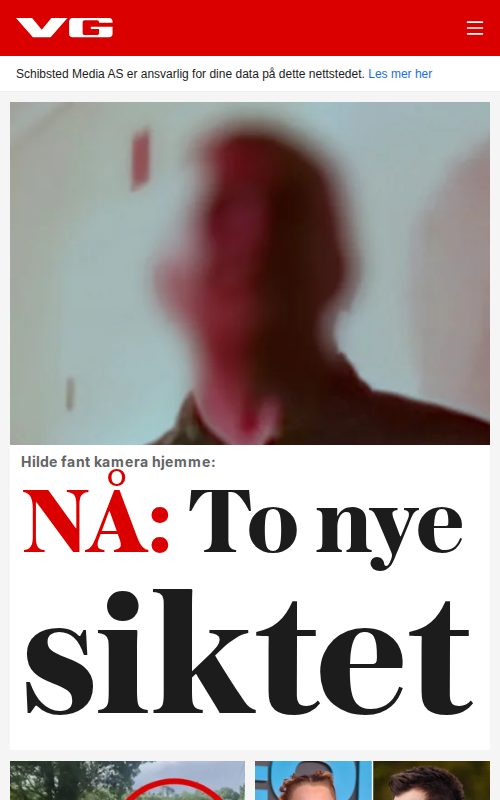 VG
Schibsted Media AS er ansvarlig for dine data på dette nettstedet. Les mer her
Hilde fant kamera hjemme:
NÅ: To nye
siktet